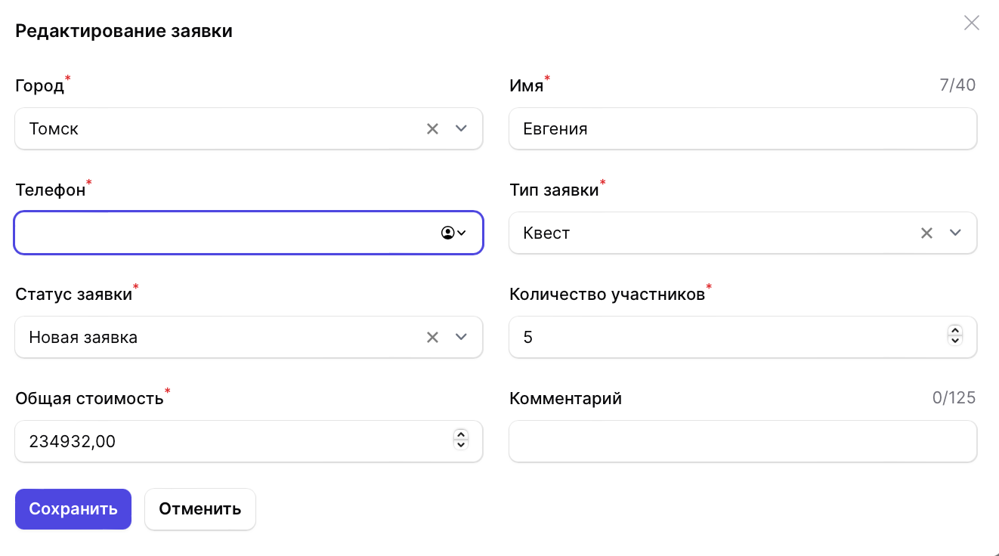 Редактирование заявки
Город*
Имя*
7/40
Томск
Евгения
Телефон*
Тип заявки*
Квест
Статус заявки*
Количество участников*
Новая заявка
5
Общая стоимость*
Комментарий
0/125
234932,00
Сохранить
Отменить